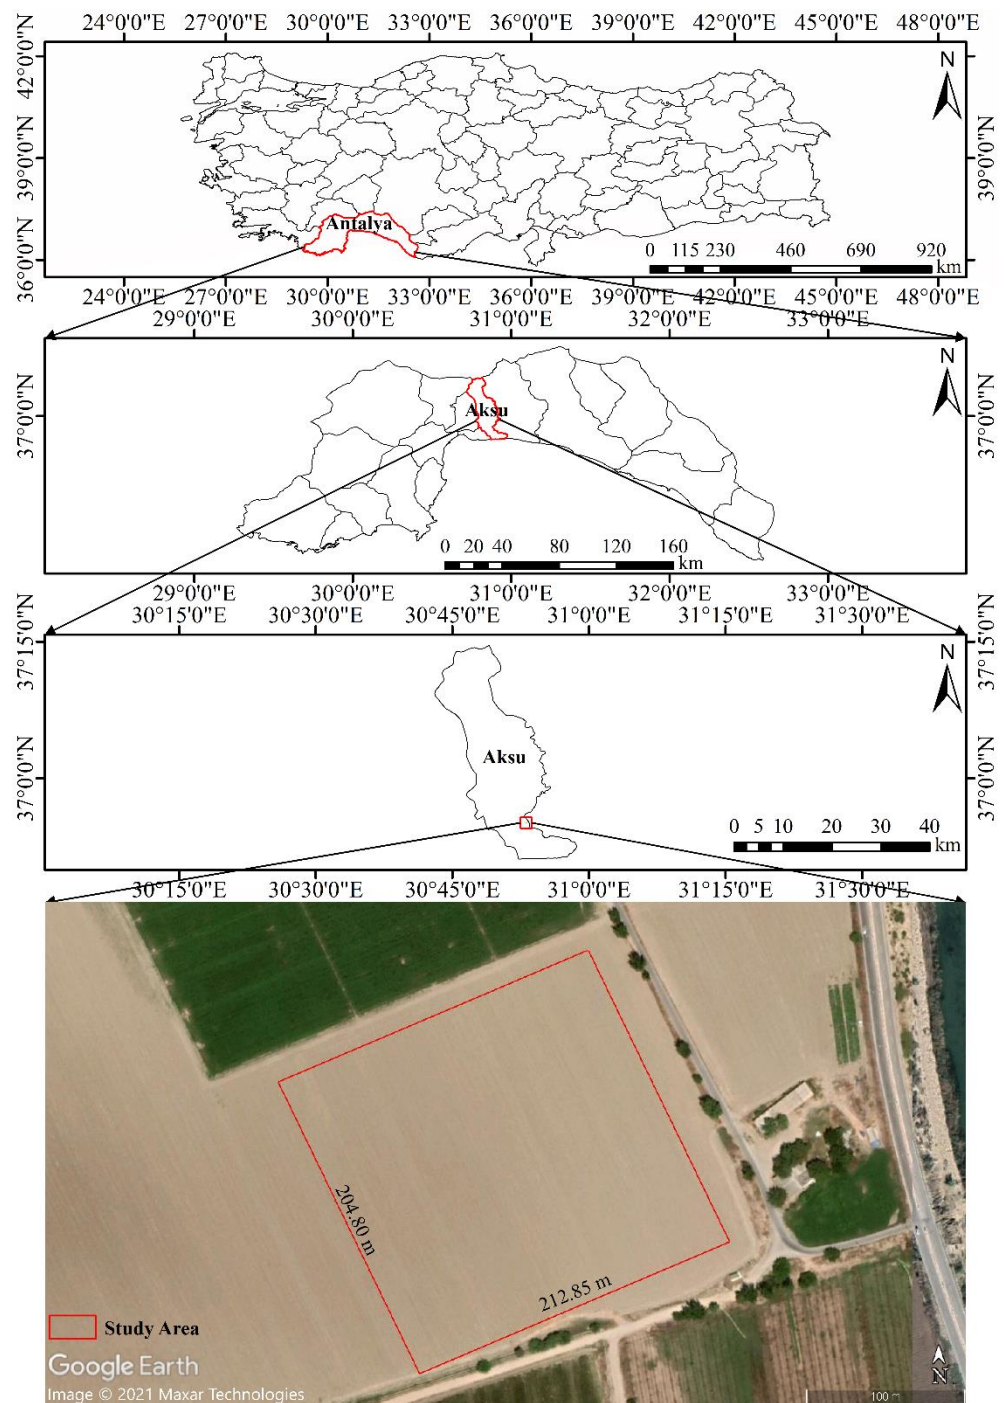 24°0'0"E 27°0'0"E 30°0'0"E 33°0'0"E 36°0'0"E 39°0'0"E 42°0'0"E 45°0'0"E 48°0'0"E
42°0'0"N
39°0'0"N
36°0'0"N
39°0'0"N
N
Antalya
0 115 230 460 690 920
km
24°0'0"E 27°0'0"E 30°0'0"E 33°0'0"E 36°0'0"E 39°0'0"E 42°0'0"E 45°0'0"E 48°0'0"E
29°0'0"E 30°0'0"E 31°0'0"E 32°0'0"E 33°0'0"E
37°0'0"N
37°0'0"N
N
Aksu
0 20 40 80 120 160
km
29°0'0"E 30°0'0"E 31°0'0"E 32°0'0"E 33°0'0"E
30°15'0"E 30°30'0"E 30°45'0"E 31°0'0"E 31°15'0"E 31°30'0"E
37°15'0"N
37°0'0"N
37°15'0"N
37°0'0"N
N
Aksu
0 5 10 20 30 40
km
30°15'0"E 30°30'0"E 30°45'0"E 31°0'0"E 31°15'0"E 31°30'0"E
204.80 m
212.85 m
Study Area
Google Earth
Image © 2021 Maxar Technologies
N
100 m